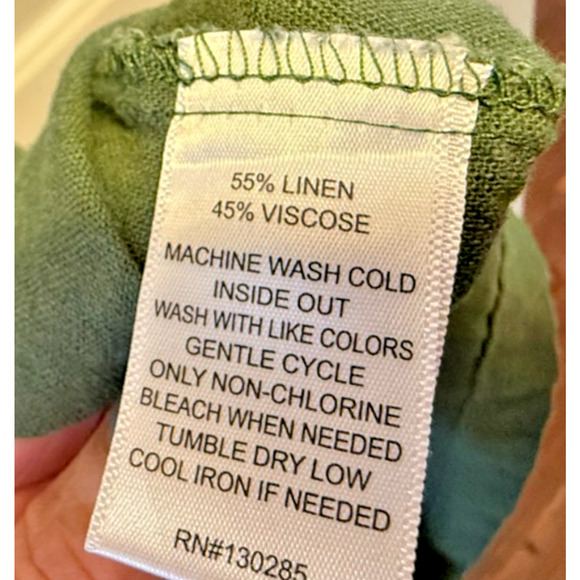 55% LINEN
45% VISCOSE
MACHINE WASH COLD
INSIDE OUT
WASH WITH LIKE COLORS
GENTLE CYCLE
ONLY NON-CHLORINE
BLEACH WHEN NEEDED
TUMBLE DRY LOW
COOL IRON IF NEEDED
RN#130285